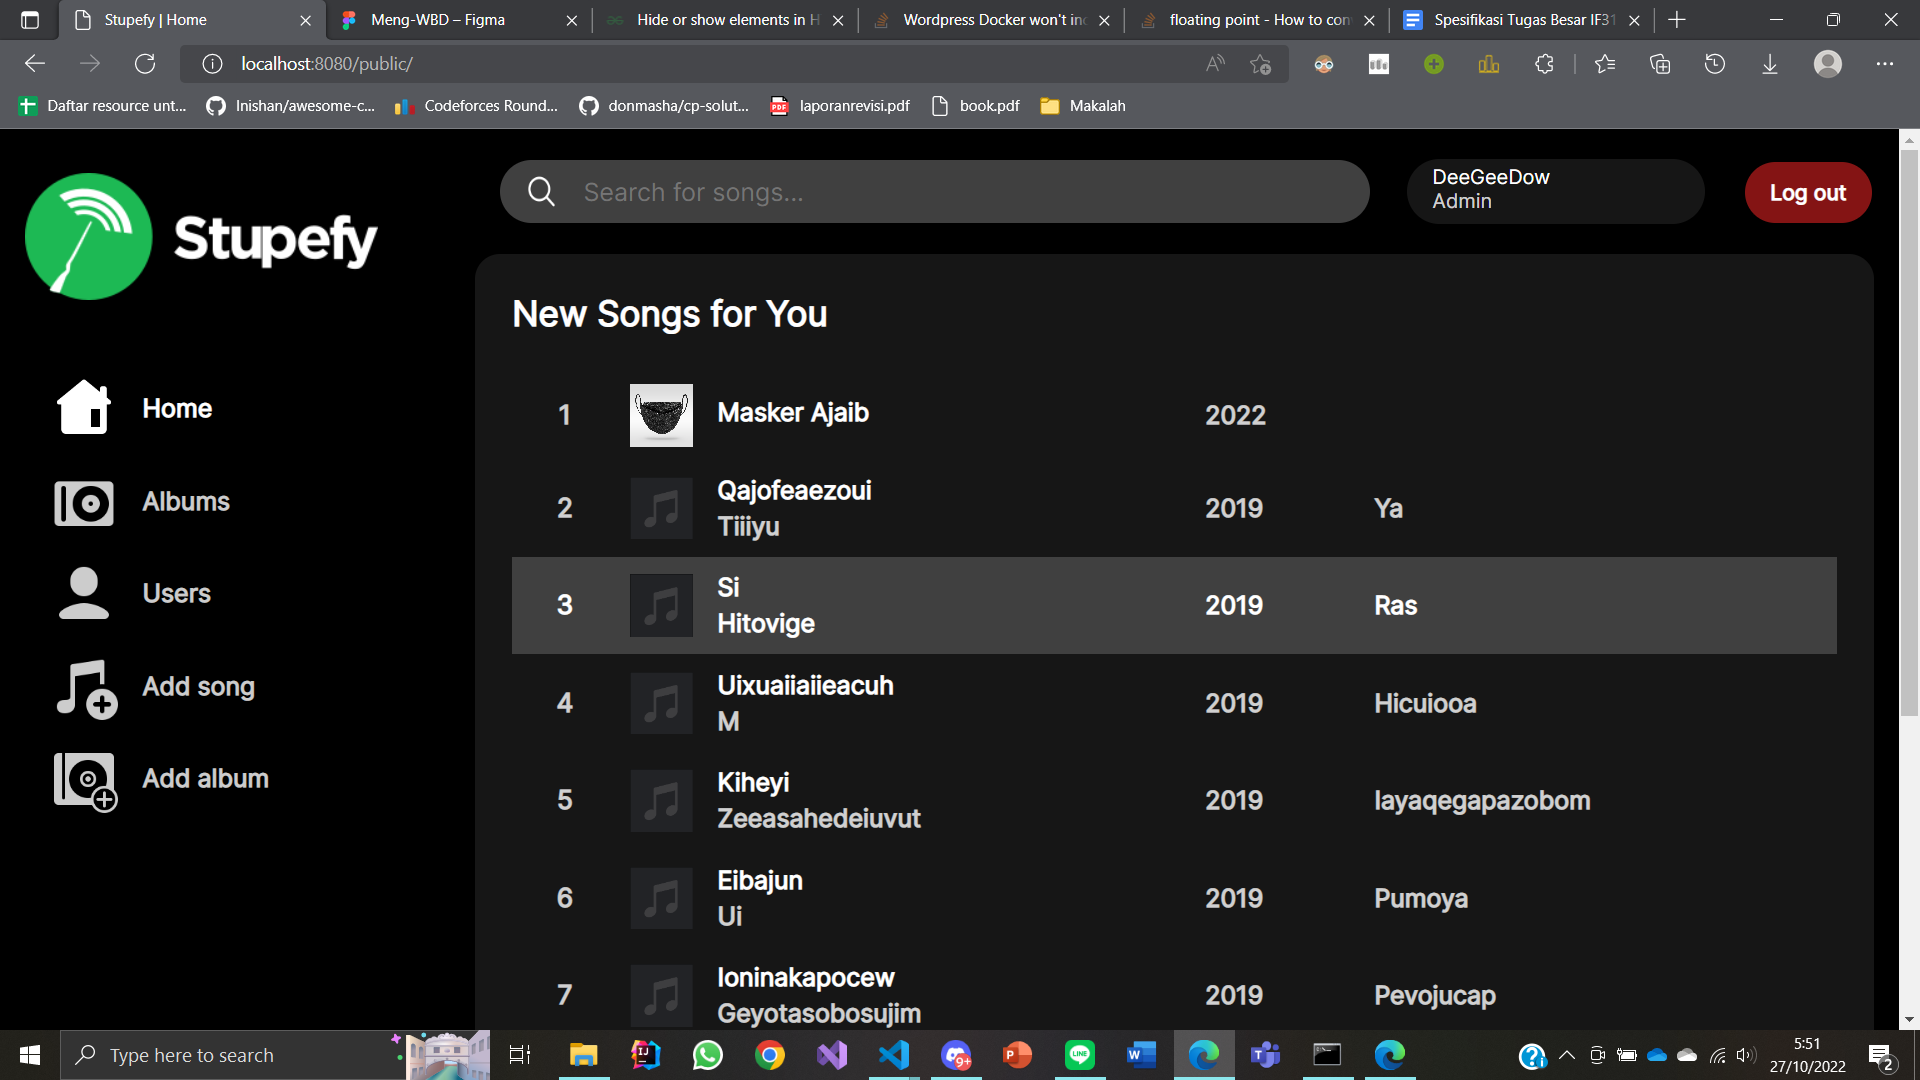 Stupefy | Home
Meng-WBD – Figma
Hide or show elements in H
Wordpress Docker won't inc
floating point - How to con
Spesifikasi Tugas Besar IF31
localhost:8080/public/
Daftar resource unt...
Inishan/awesome-c...
Codeforces Round...
donmasha/cp-solut...
laporanrevisi.pdf
book.pdf
Makalah
Stupefy
Search for songs...
DeeGeeDow
Admin
Log out
Home
Albums
Users
Add song
Add album
New Songs for You
1 Masker Ajaib 2022
2 Qajofeaezoui 2019 Ya
Tiiiyu
3 Si 2019 Ras
Hitovige
4 Uixuaiiaiieacuh 2019 Hicuiooa
M
5 Kiheyi 2019 Iayaqegapazobom
Zeeasahedeiuvut
6 Eibajun 2019 Pumoya
Ui
7 Ioninakapocew 2019 Pevojucap
Geyotasobosujim
Type here to search
9+
5:51
27/10/2022
2